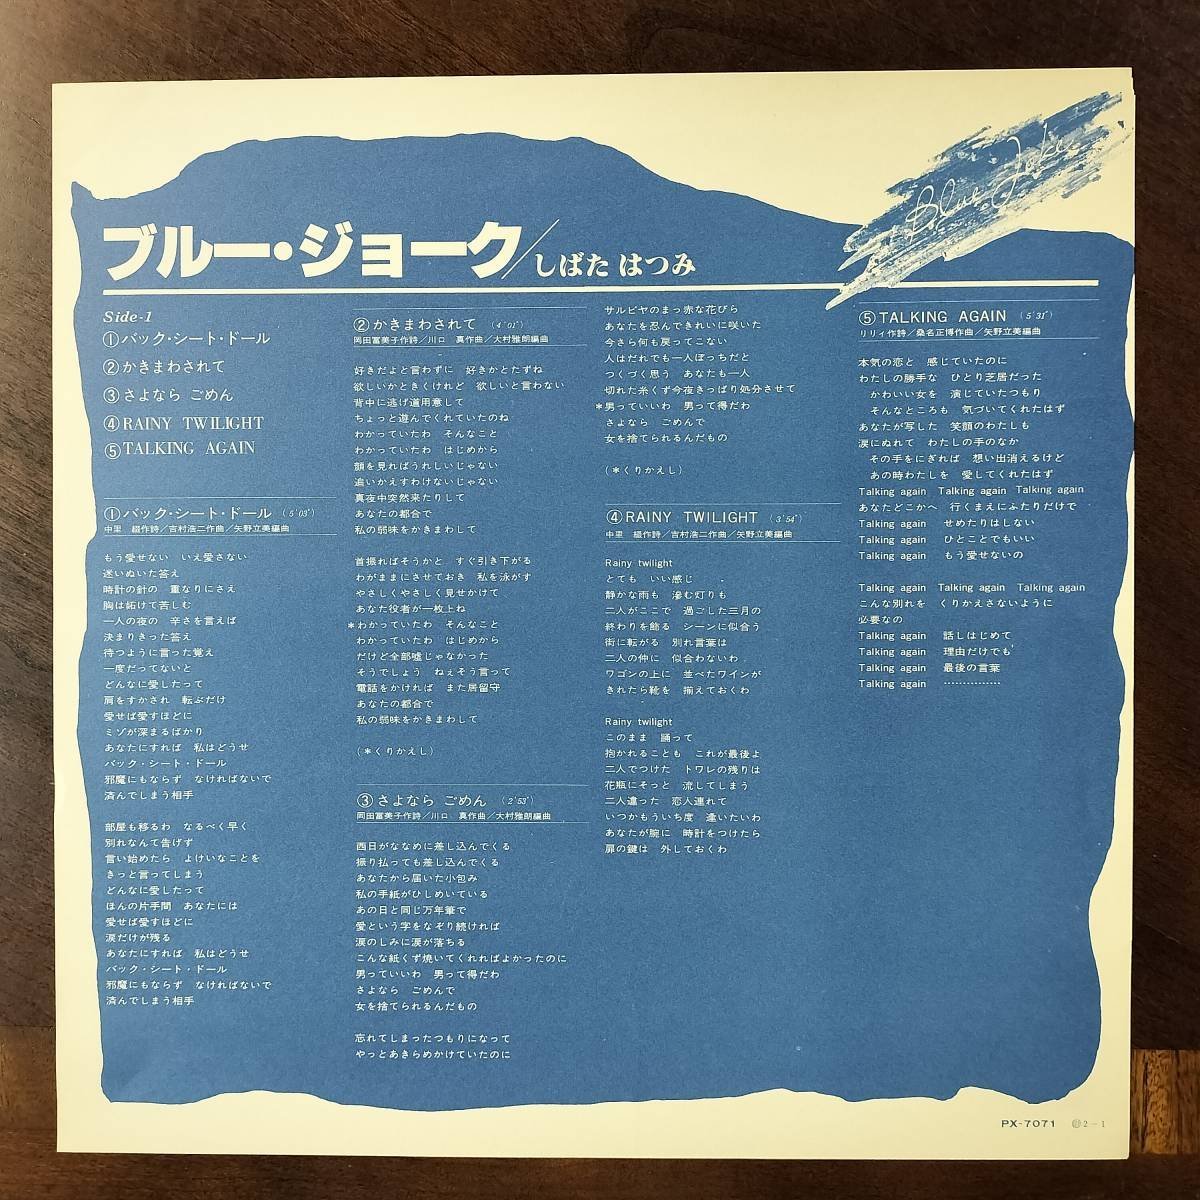 Blue Joke
ブルー・ジョーク/しばた はつみ
Side-1
①バック・シート・ドール
②かきまわされて
③さよなら ごめん
④RAINY TWILIGHT
⑤TALKING AGAIN
①バック・シート・ドール (5'03")
中里 綴作詩/吉村浩二作曲/矢野立美編曲
もう愛せない いえ愛さない
迷いぬいた答え
時計の針の 重なりにさえ
胸は妬けて苦しむ
一人の夜の 辛さを言えば
決まりきった答え
待つように言った覚え
一度だってないと
どんなに愛したって
肩をすかされ 転ぶだけ
愛せば愛すほどに
ミゾが深まるばかり
あなたにすれば 私はどうせ
バック・シート・ドール
邪魔にもならず なければないで
済んでしまう相手
部屋も移るわ なるべく早く
別れなんて告げず
言い始めたら よけいなことを
きっと言ってしまう
どんなに愛したって
ほんの片手間 あなたには
愛せば愛すほどに
涙だけが残る
あなたにすれば 私はどうせ
バック・シート・ドール
邪魔にもならず なければないで
済んでしまう相手
②かきまわされて (4'01")
岡田冨美子作詩/川口 真作曲/大村雅朗編曲
好きだよと言わずに 好きかとたずね
欲しいかときくけれど 欲しいと言わない
背中に逃げ道用意して
ちょっと遊んでくれていたのね
わかっていたわ そんなこと
わかっていたわ はじめから
顔を見ればうれしいじゃない
追いかえすわけないじゃない
真夜中突然来たりして
あなたの都合で
私の弱味をかきまわして
首振ればそうかと すぐ引き下がる
わがままにさせておき 私を泳がす
やさしくやさしく見せかけて
あなた役者が一枚上ね
*わかっていたわ そんなこと
わかっていたわ はじめから
だけど全部嘘じゃなかった
そうでしょう ねぇそう言って
電話をかければ また居留守
あなたの都合で
私の弱味をかきまわして
(*くりかえし)
③さよなら ごめん (2'53")
岡田冨美子作詩/川口 真作曲/大村雅朗編曲
西日がななめに差し込んでくる
振り払っても差し込んでくる
あなたから届いた小包み
私の手紙がひしめいている
あの日と同じ万年筆で
愛という字をなぞり続ければ
涙のしみに涙が落ちる
こんな紙くず焼いてくれればよかったのに
男っていいわ 男って得だわ
さよなら ごめんで
女を捨てられるんだもの
忘れてしまったつもりになって
やっとあきらめかけていたのに
サルビヤのまっ赤な花びら
あなたを忍んできれいに咲いた
今さら何も戻ってこない
人はだれでも一人ぼっちだと
つくづく思う あなたも一人
切れた糸くず今夜きっぱり処分させて
*男っていいわ 男って得だわ
さよなら ごめんで
女を捨てられるんだもの
(*くりかえし)
④RAINY TWILIGHT (3'54")
中里 綴作詩/吉村浩二作曲/矢野立美編曲
Rainy twilight
とても いい感じ
静かな雨も 滲む灯りも
二人がここで 過ごした三月の
終わりを飾る シーンに似合う
街に転がる 別れ言葉は
二人の仲に 似合わないわ
ワゴンの上に 並べたワインが
きれたら靴を 揃えておくわ
Rainy twilight
このまま 踊って
抱かれることも これが最後よ
二人でつけた トワレの残りは
花瓶にそっと 流してしまう
二人違った 恋人連れて
いつかもういち度 逢いたいわ
あなたが腕に 時計をつけたら
扉の鍵は 外しておくわ
⑤TALKING AGAIN (5'31")
リリィ作詩/桑名正博作曲/矢野立美編曲
本気の恋と 感じていたのに
わたしの勝手な ひとり芝居だった
かわいい女を 演じていたつもり
そんなところも 気づいてくれたはず
あなたが写した 笑顔のわたしも
涙にぬれて わたしの手のなか
その手をにぎれば 想い出消えるけど
あの時わたしを 愛してくれたはず
Talking again Talking again Talking again
あなたどこかへ 行くまえにふたりだけで
Talking again せめたりはしない
Talking again ひとことでもいい
Talking again もう愛せないの
Talking again Talking again Talking again
こんな別れを くりかえさないように
必要なの
Talking again 話しはじめて
Talking again 理由だけでも
Talking again 最後の言葉
Talking again ……………
PX-7071 2-1